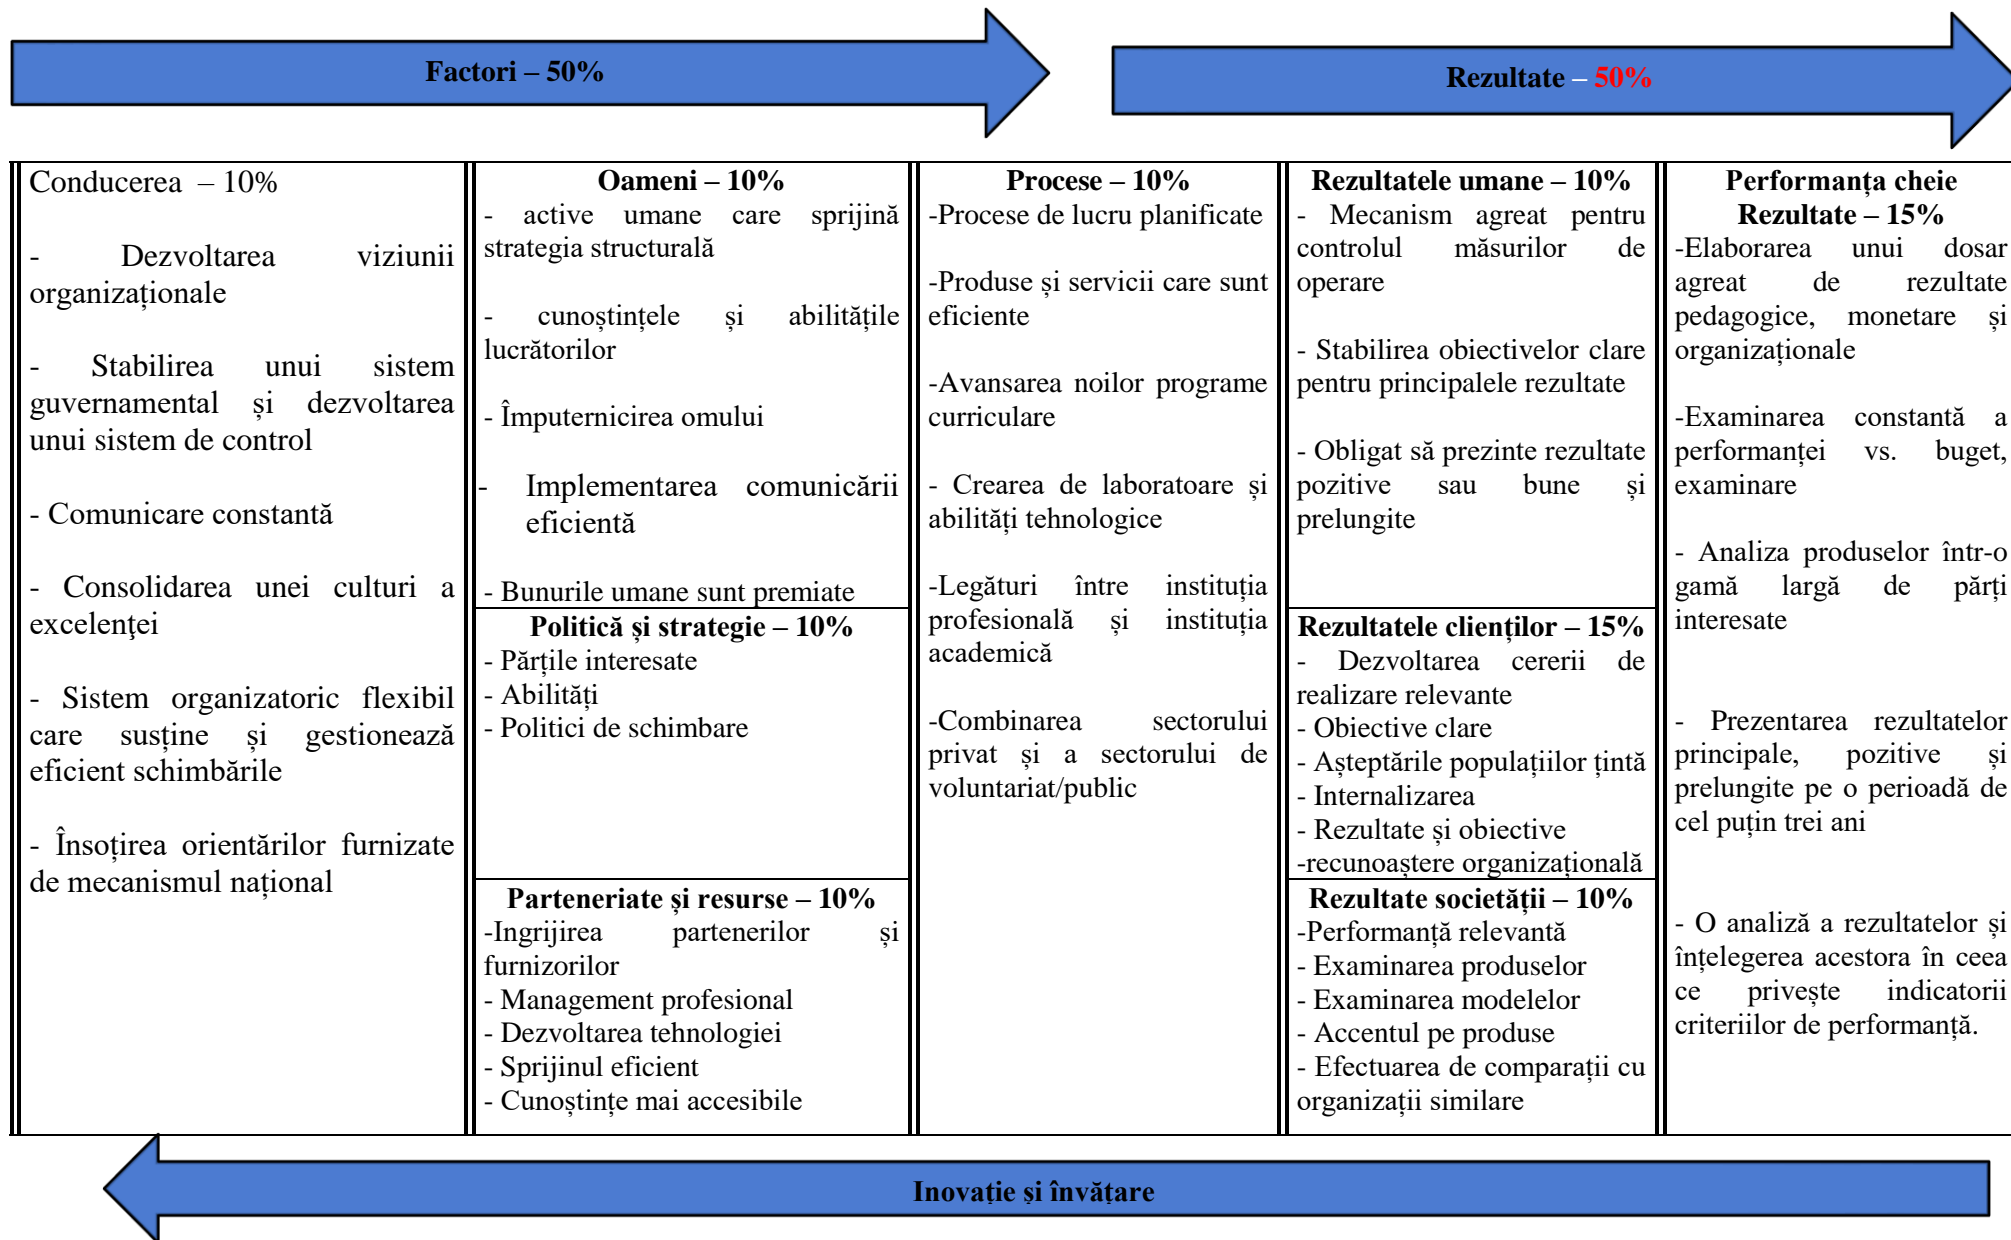 Factori – 50%
Rezultate – 50%
Conducerea – 10%
- Dezvoltarea viziunii
organizaționale
- Stabilirea unui sistem
guvernamental și dezvoltarea
unui sistem de control
- Comunicare constantă
- Consolidarea unei culturi a
excelenţei
- Sistem organizatoric flexibil
care susține și gestionează
eficient schimbările
- Însoțirea orientărilor furnizate
de mecanismul național
Oameni – 10%
- active umane care sprijină
strategia structurală
- cunoștințele și abilitățile
lucrătorilor
- Împuternicirea omului
- Implementarea comunicării
eficientă
- Bunurile umane sunt premiate
Politică și strategie – 10%
- Părțile interesate
- Abilități
- Politici de schimbare
Parteneriate și resurse – 10%
-Ingrijirea partenerilor și
furnizorilor
- Management profesional
- Dezvoltarea tehnologiei
- Sprijinul eficient
- Cunoștințe mai accesibile
Procese – 10%
-Procese de lucru planificate
-Produse și servicii care sunt
eficiente
-Avansarea noilor programe
curriculare
- Crearea de laboratoare și
abilități tehnologice
-Legături între instituția
profesională și instituția
academică
-Combinarea sectorului
privat și a sectorului de
voluntariat/public
Rezultatele umane – 10%
- Mecanism agreat pentru
controlul măsurilor de
operare
- Stabilirea obiectivelor clare
pentru principalele rezultate
- Obligat să prezinte rezultate
pozitive sau bune și
prelungite
Rezultatele clienților – 15%
- Dezvoltarea cererii de
realizare relevante
- Obiective clare
- Așteptările populațiilor țintă
- Internalizarea
- Rezultate și obiective
-recunoaștere organizațională
Rezultate societății – 10%
-Performanță relevantă
- Examinarea produselor
- Examinarea modelelor
- Accentul pe produse
- Efectuarea de comparații cu
organizații similare
Performanța cheie
Rezultate – 15%
-Elaborarea unui dosar
agreat de rezultate
pedagogice, monetare și
organizaționale
-Examinarea constantă a
performanței vs. buget,
examinare
- Analiza produselor într-o
gamă largă de părți
interesate
- Prezentarea rezultatelor
principale, pozitive și
prelungite pe o perioadă de
cel puțin trei ani
- O analiză a rezultatelor și
înțelegerea acestora în ceea
ce privește indicatorii
criteriilor de performanță.
Inovație și învățare